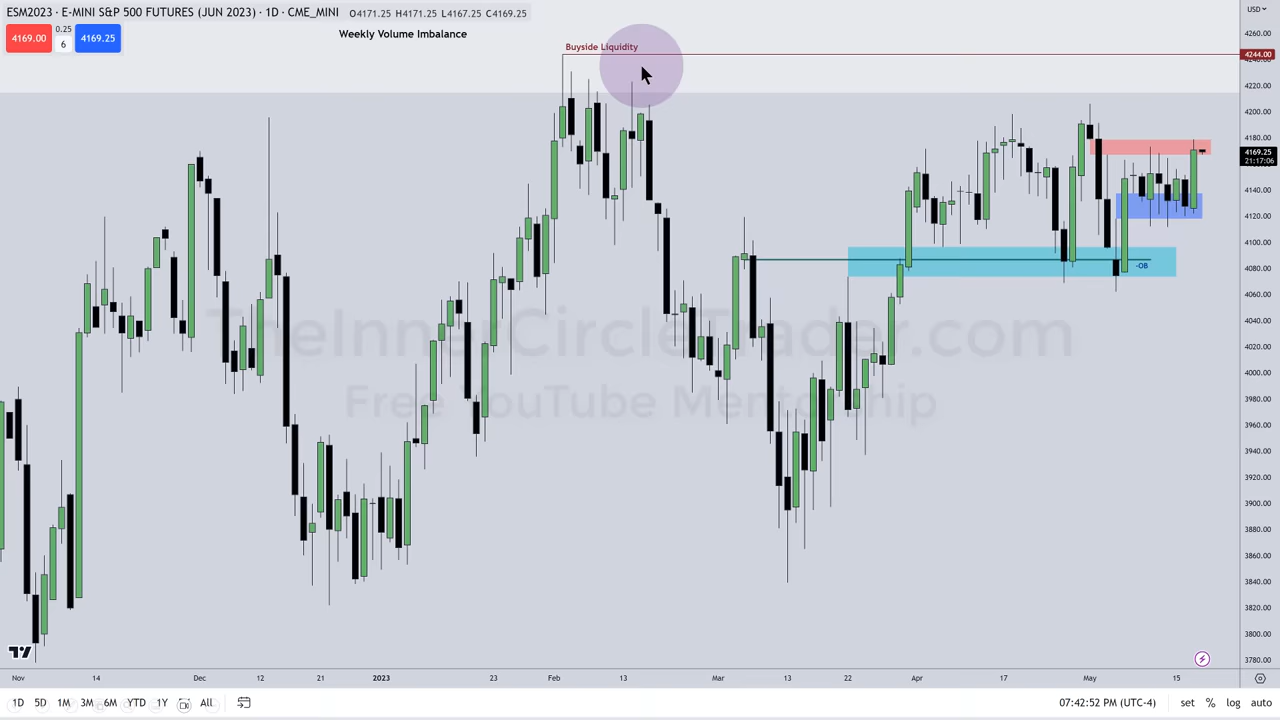 ESM2023 · E-MINI S&P 500 FUTURES (JUN 2023) · 1D · CME_MINI O4171.25 H4171.25 L4167.25 C4169.25
4169.00 0.25 6 4169.25
Weekly Volume Imbalance
Buyside Liquidity
-OB
TheInnerCircleTrader.com
Free YouTube Mentorship
USD
4260.00
4244.00
4240.00
4220.00
4200.00
4180.00
4169.25
21:17:06
4140.00
4120.00
4100.00
4080.00
4060.00
4040.00
4020.00
4000.00
3980.00
3960.00
3940.00
3920.00
3900.00
3880.00
3860.00
3840.00
3820.00
3800.00
3780.00
Nov 14 Dec 12 21 2023 23 Feb 13 Mar 13 22 Apr 17 May 15
1D 5D 1M 3M 6M YTD 1Y All 07:42:52 PM (UTC-4) set % log auto